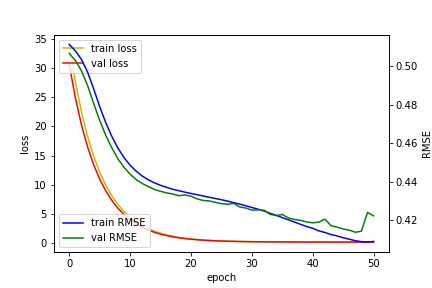 35
30
25
20
15
10
5
0
loss
train loss
val loss
train RMSE
val RMSE
0.50
0.48
0.46
0.44
0.42
RMSE
0 10 20 30 40 50
epoch